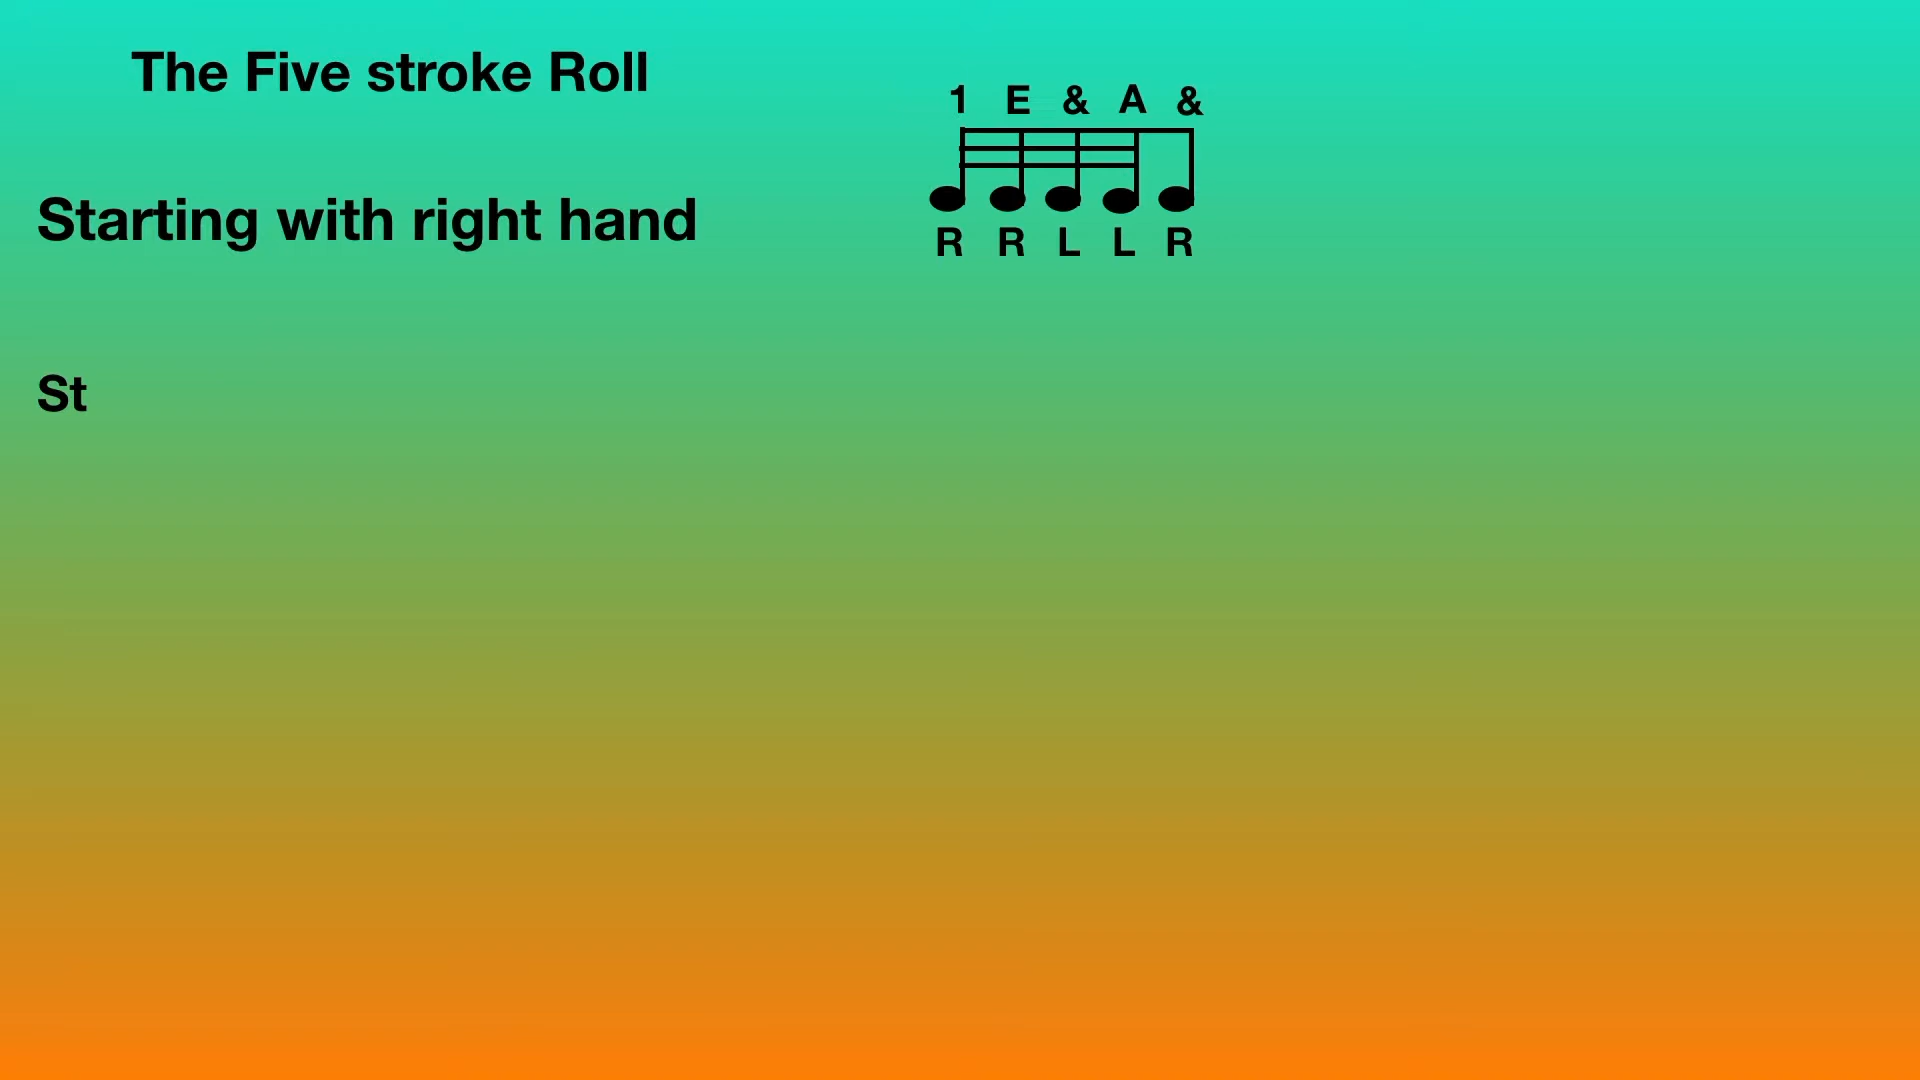 The Five stroke Roll
1 E & A &
Starting with right hand
R R L L R
St